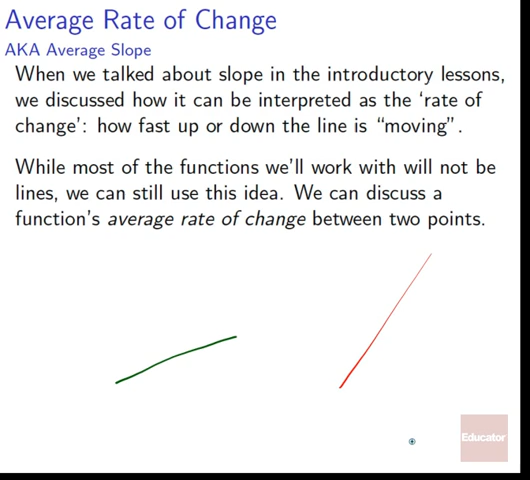 Average Rate of Change
AKA Average Slope
When we talked about slope in the introductory lessons,
we discussed how it can be interpreted as the ‘rate of
change’: how fast up or down the line is “moving”.
While most of the functions we’ll work with will not be
lines, we can still use this idea. We can discuss a
function’s average rate of change between two points.
Educator